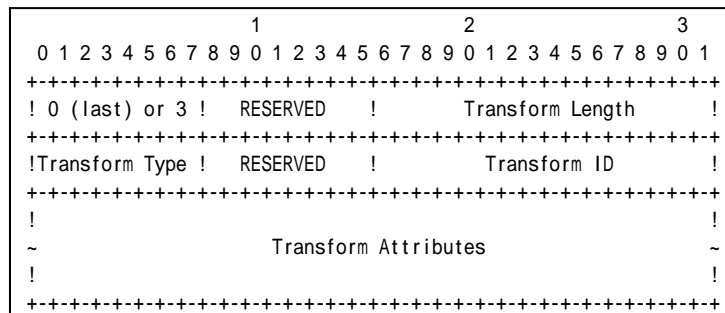 1                   2                   3
 0 1 2 3 4 5 6 7 8 9 0 1 2 3 4 5 6 7 8 9 0 1 2 3 4 5 6 7 8 9 0 1
+-+-+-+-+-+-+-+-+-+-+-+-+-+-+-+-+-+-+-+-+-+-+-+-+-+-+-+-+-+-+-+-+
! 0 (last) or 3 !   RESERVED    !        Transform Length       !
+-+-+-+-+-+-+-+-+-+-+-+-+-+-+-+-+-+-+-+-+-+-+-+-+-+-+-+-+-+-+-+-+
!Transform Type !   RESERVED    !          Transform ID         !
+-+-+-+-+-+-+-+-+-+-+-+-+-+-+-+-+-+-+-+-+-+-+-+-+-+-+-+-+-+-+-+-+
!                                                               !
~                      Transform Attributes                     ~
!                                                               !
+-+-+-+-+-+-+-+-+-+-+-+-+-+-+-+-+-+-+-+-+-+-+-+-+-+-+-+-+-+-+-+-+